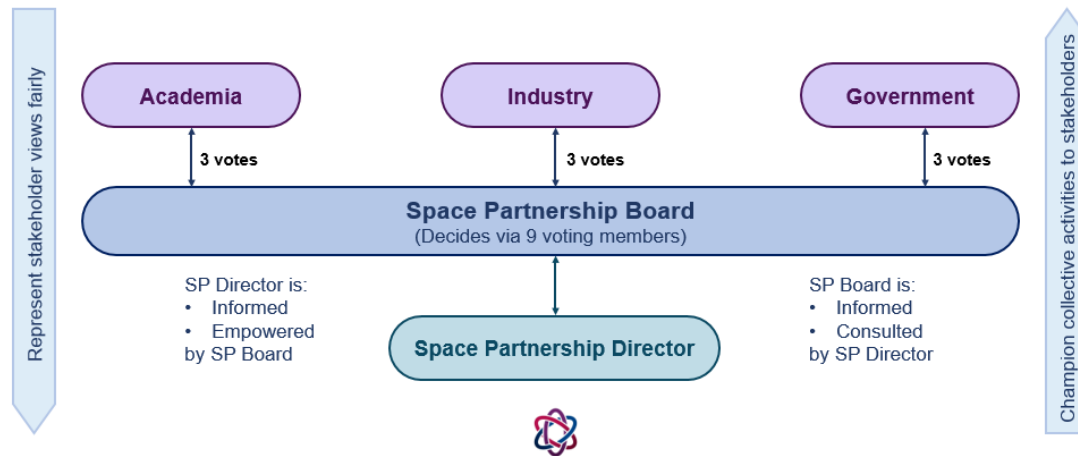 Represent stakeholder views fairly
Academia
Industry
Government
3 votes
3 votes
3 votes
Space Partnership Board
(Decides via 9 voting members)
SP Director is:
• Informed
• Empowered
by SP Board
Space Partnership Director
SP Board is:
• Informed
• Consulted
by SP Director
Champion collective activities to stakeholders